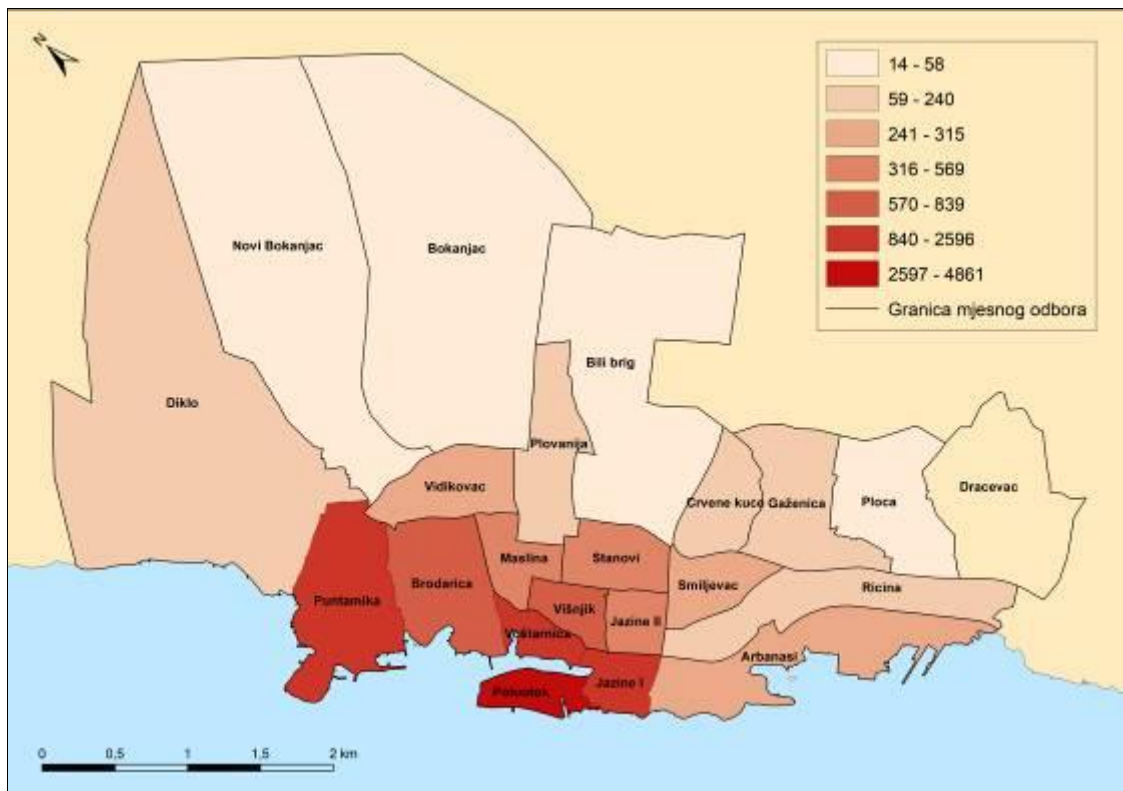 N
14 - 58
59 - 240
241 - 315
316 - 569
570 - 839
840 - 2596
2597 - 4861
Granica mjesnog odbora
Novi Bokanjac
Bokanjac
Bili brig
Diklo
Plovanija
Vidikovac
Crvene kuce
Gaženica
Ploca
Dracevac
Maslina
Stanovi
Brodarica
Smiljevac
Ricina
Puntamika
Višnjik
Jazine II
Voštarnica
Arbanasi
Jazine I
Poluotok
0 0,5 1 1,5 2 km